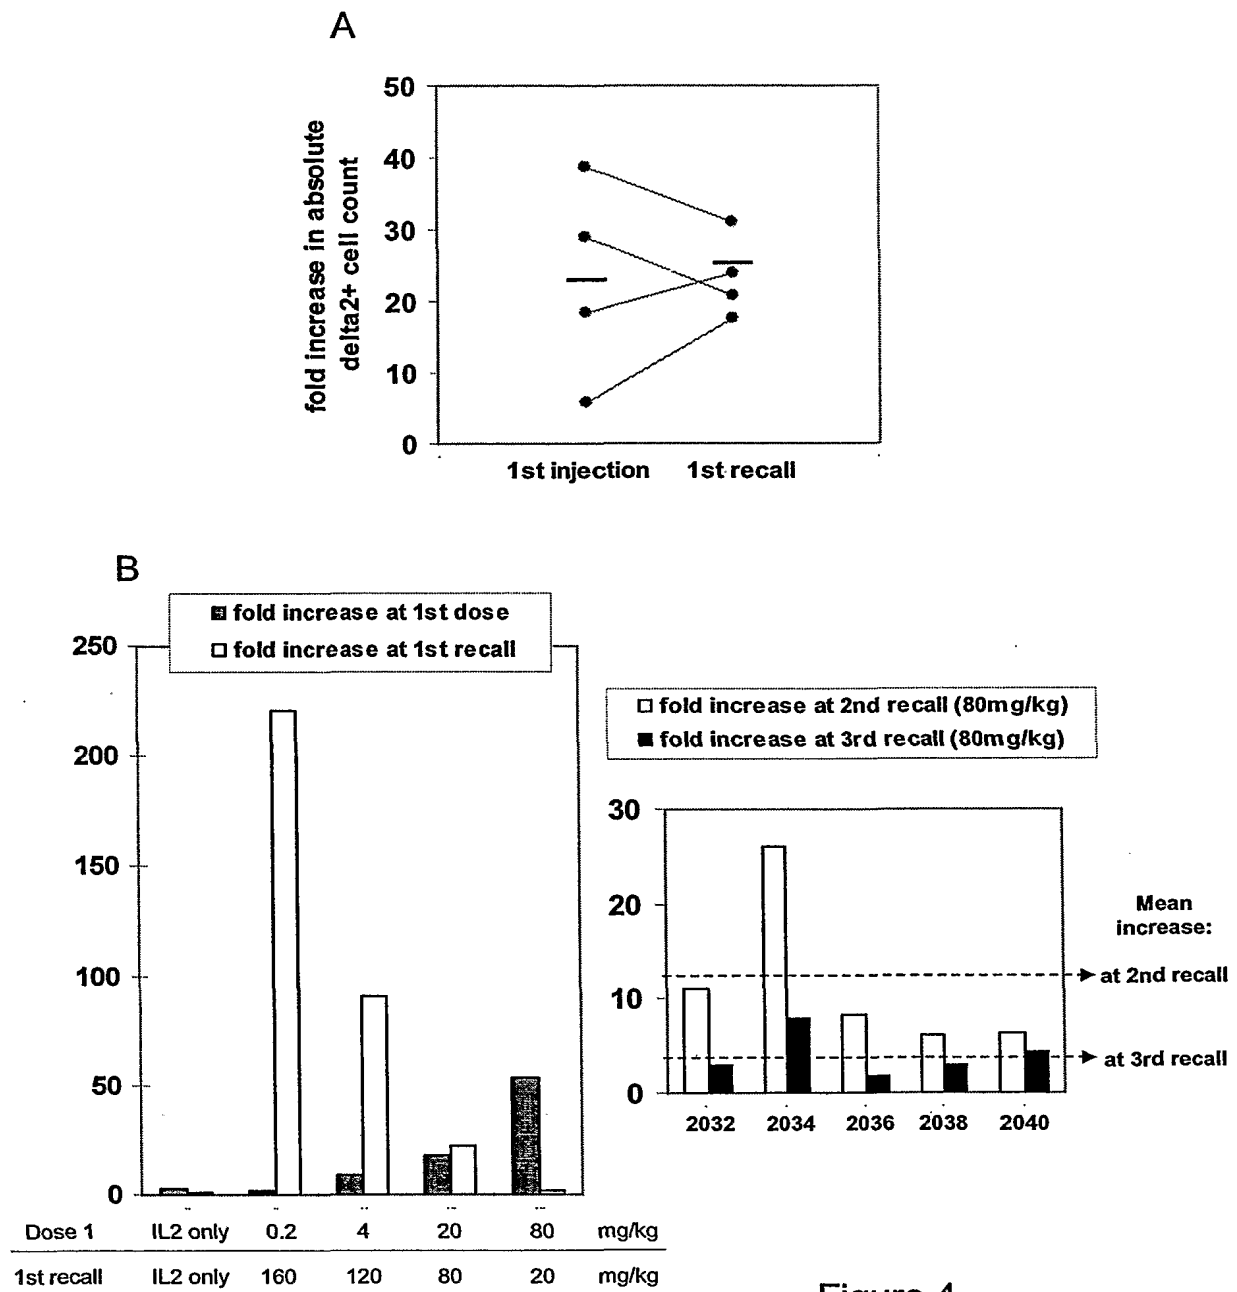 A
50
40
30
20
10
0
fold increase in absolute
delta2+ cell count
1st injection 1st recall
B
fold increase at 1st dose
fold increase at 1st recall
250
200
150
100
50
0
Dose 1 IL2 only 0.2 4 20 80 mg/kg
1st recall IL2 only 160 120 80 20 mg/kg
fold increase at 2nd recall (80mg/kg)
fold increase at 3rd recall (80mg/kg)
30
20
10
0
2032 2034 2036 2038 2040
Mean
increase:
at 2nd recall
at 3rd recall